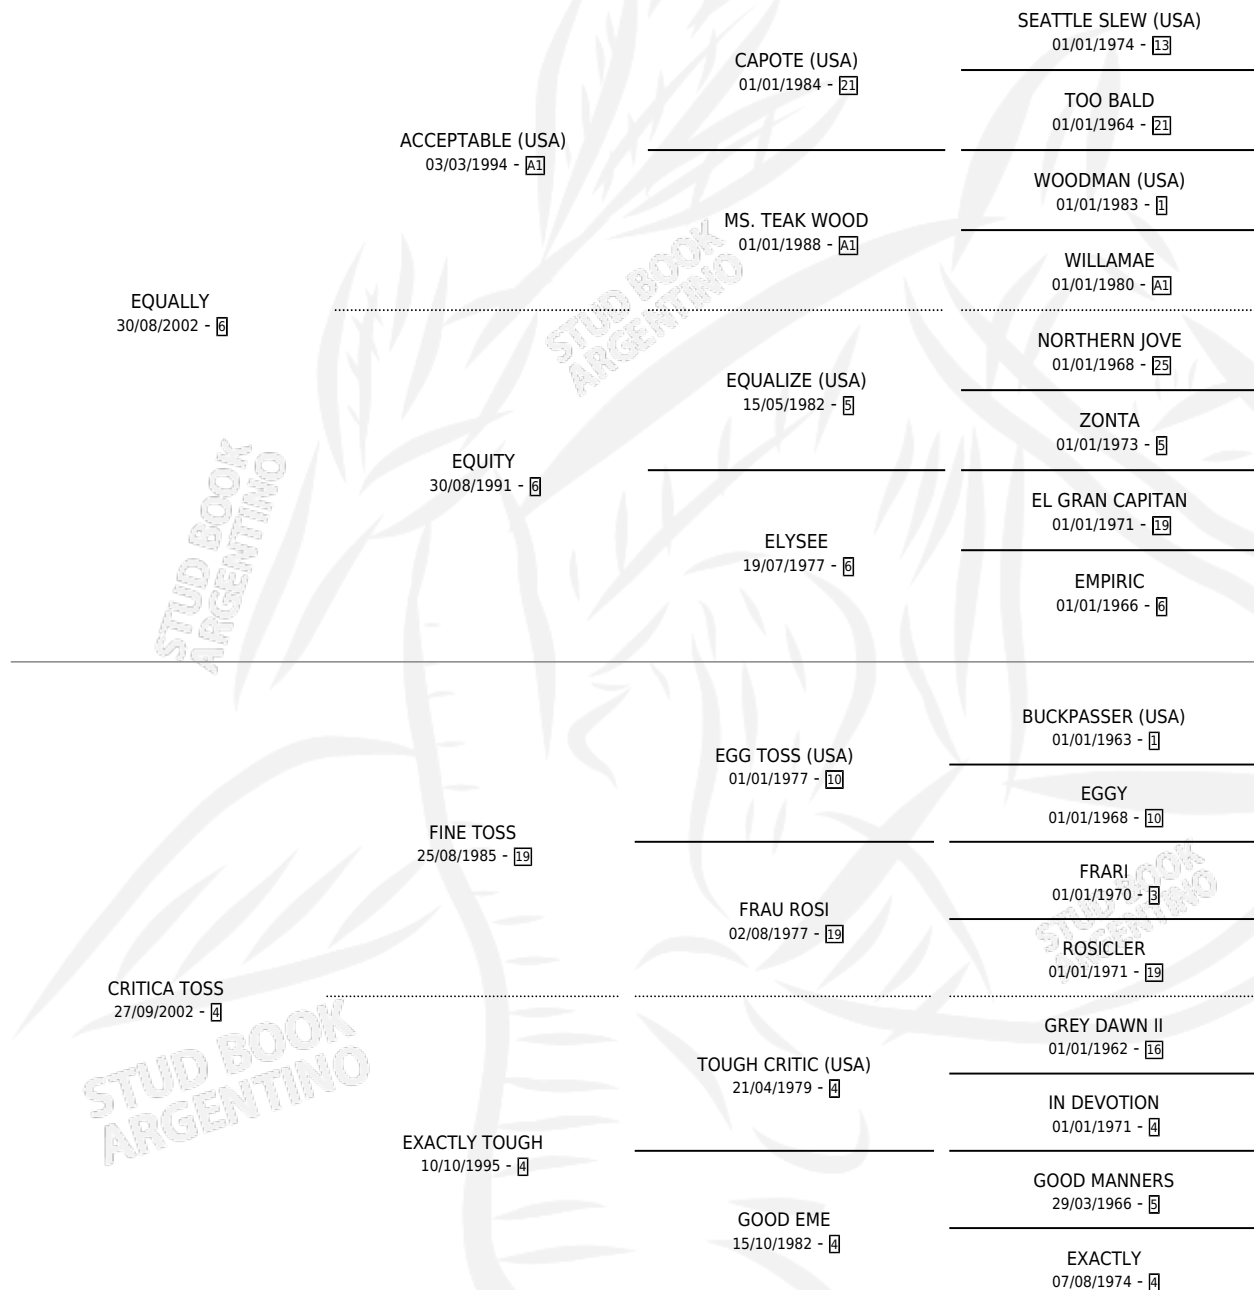 SEATTLE SLEW (USA)
01/01/1974 - 13
CAPOTE (USA)
01/01/1984 - 21
TOO BALD
01/01/1964 - 21
ACCEPTABLE (USA)
03/03/1994 - A1
WOODMAN (USA)
01/01/1983 - 1
MS. TEAK WOOD
01/01/1988 - A1
WILLAMAE
01/01/1980 - A1
EQUALLY
30/08/2002 - 6
STUD BOOK
ARGENTINO
NORTHERN JOVE
01/01/1968 - 25
EQUALIZE (USA)
15/05/1982 - 5
ZONTA
01/01/1973 - 5
EQUITY
30/08/1991 - 6
EL GRAN CAPITAN
01/01/1971 - 19
ELYSEE
19/07/1977 - 6
EMPIRIC
01/01/1966 - 6
STUD BOOK
ARGENTINO
BUCKPASSER (USA)
01/01/1963 - 1
EGG TOSS (USA)
01/01/1977 - 10
EGGY
01/01/1968 - 10
FINE TOSS
25/08/1985 - 19
FRARI
01/01/1970 - 3
FRAU ROSI
02/08/1977 - 19
ROSICLER
01/01/1971 - 19
STUD BOOK
ARGENTINO
CRITICA TOSS
27/09/2002 - 4
GREY DAWN II
01/01/1962 - 16
TOUGH CRITIC (USA)
21/04/1979 - 4
IN DEVOTION
01/01/1971 - 4
STUD BOOK
ARGENTINO
EXACTLY TOUGH
10/10/1995 - 4
GOOD MANNERS
29/03/1966 - 5
GOOD EME
15/10/1982 - 4
EXACTLY
07/08/1974 - 4